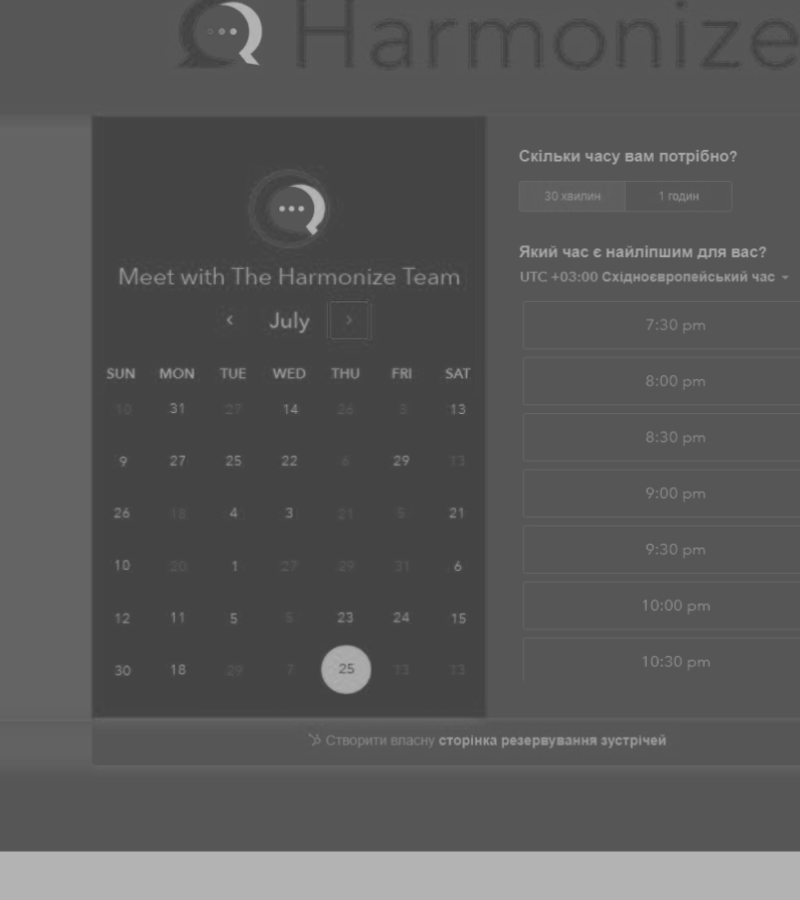 Harmonize
Meet with The Harmonize Team
July
SUN MON TUE WED THU FRI SAT
10 31 27 14 26 3 13
9 27 25 22 6 29 13
26 18 4 3 21 5 21
10 20 1 27 29 31 6
12 11 5 5 23 24 15
30 18 29 7 25 13 13
Скільки часу вам потрібно?
30 хвилин 1 годин
Який час є найліпшим для вас?
UTC +03:00 Східноєвропейський час
7:30 pm
8:00 pm
8:30 pm
9:00 pm
9:30 pm
10:00 pm
10:30 pm
Створити власну сторінка резервування зустрічей